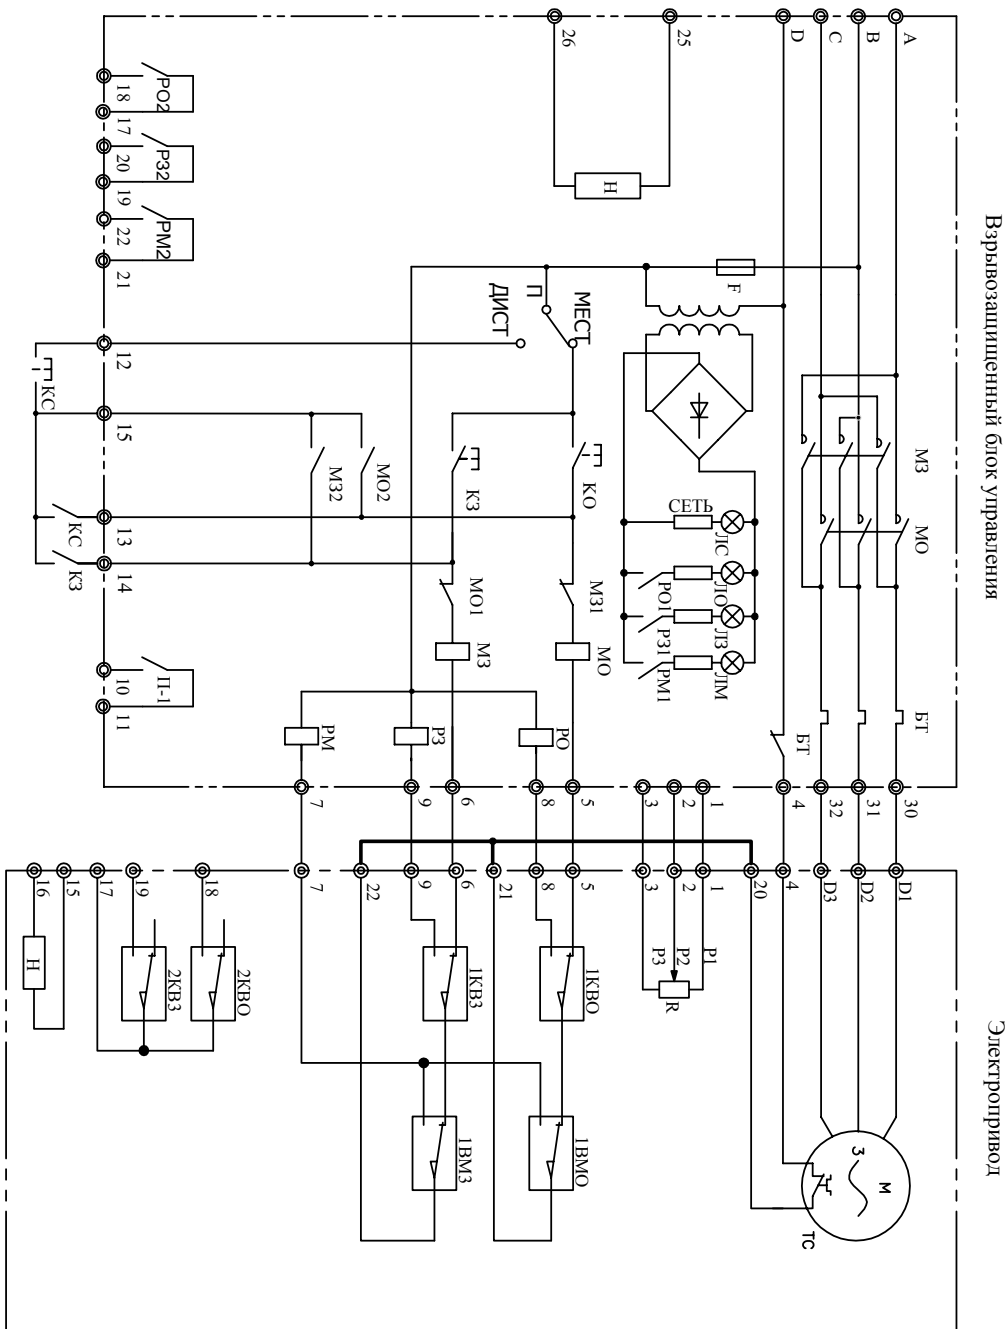 Взрывозащищенный блок управления
Электропривод
A
B
C
D
25
26
H
F
МЕСТ
П
ДИСТ
МЗ
МО
БТ
БТ
30
31
32
4
1
2
3
5
8
6
9
7
СЕТЬ
ЛС
ЛО
ЛЗ
ЛМ
РО1
РЗ1
РМ1
КО
КЗ
МЗ1
МО1
МО
МЗ
МО2
МЗ2
РО
РЗ
РМ
РО2
РЗ2
РМ2
18
17
20
19
22
21
12
КС
15
13
КС
14
КЗ
10
П-1
11
D1
D2
D3
4
20
1
2
3
5
8
21
6
9
22
7
18
19
17
15
16
P1
P2
P3
R
М
3
ТС
1КВО
1КВЗ
1ВМО
1ВМЗ
2КВО
2КВЗ
H